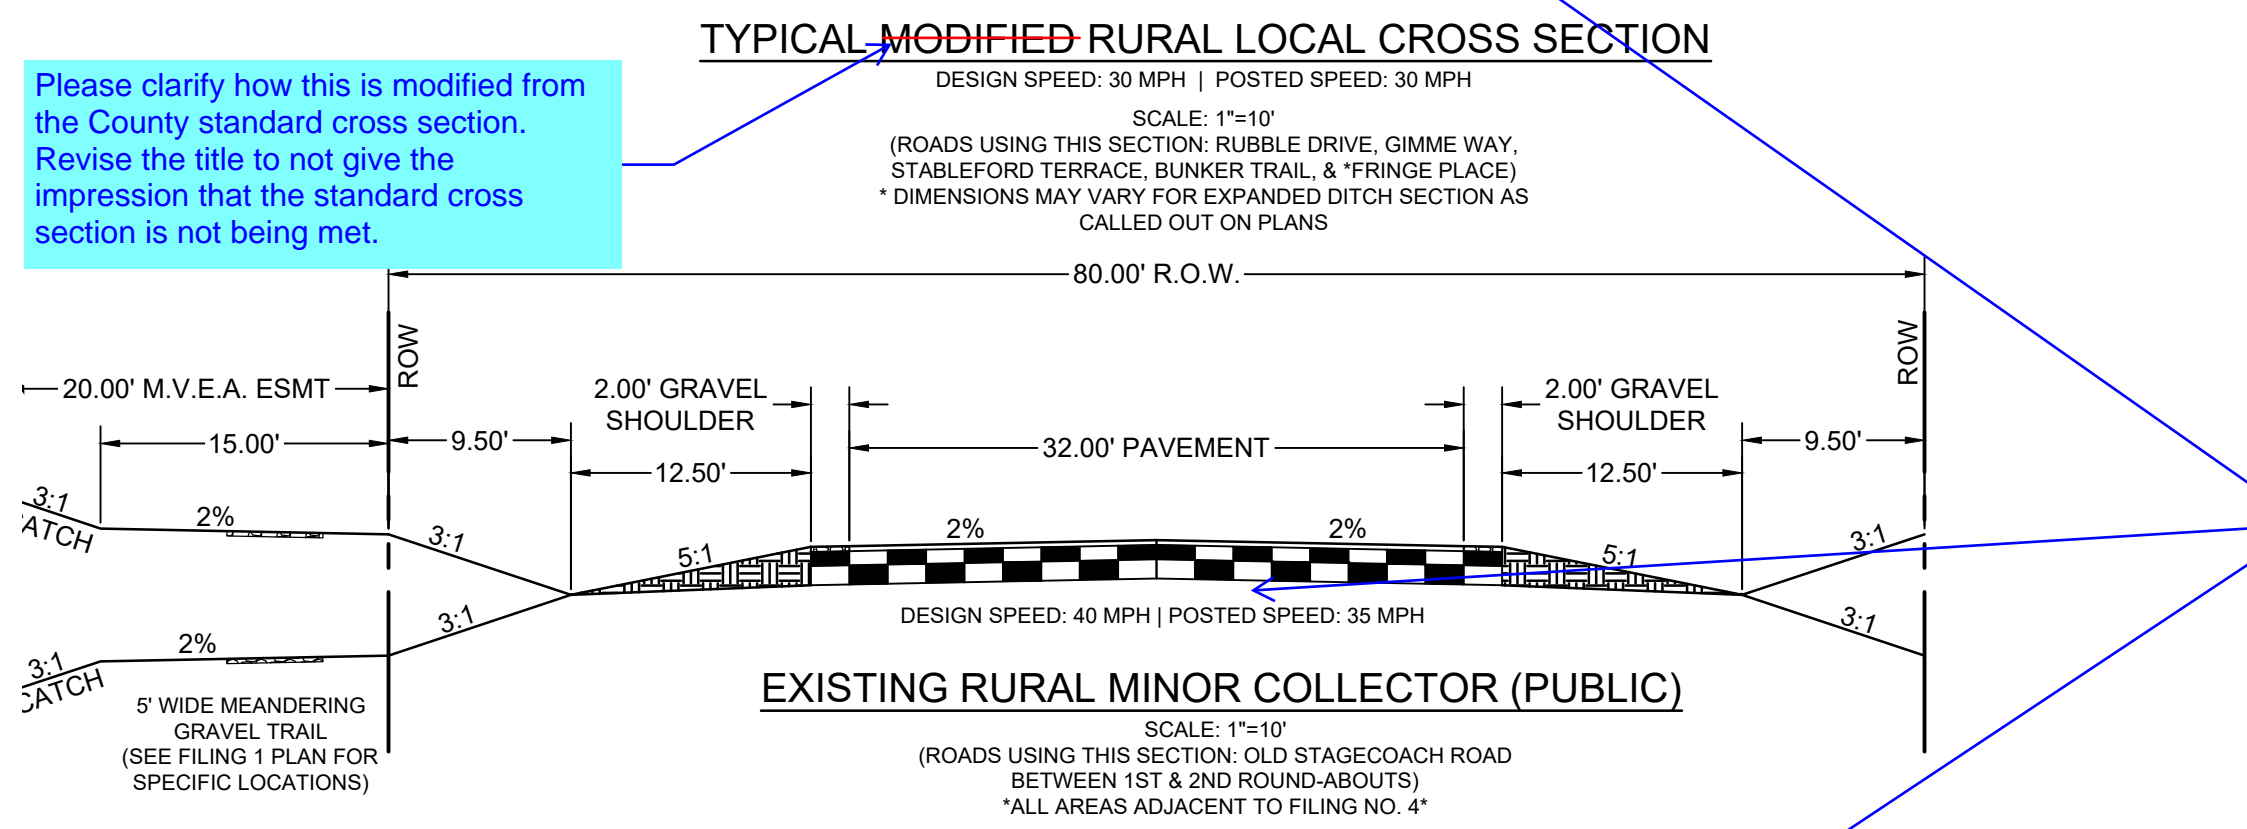 TYPICAL MODIFIED RURAL LOCAL CROSS SECTION
DESIGN SPEED: 30 MPH | POSTED SPEED: 30 MPH
SCALE: 1"=10'
(ROADS USING THIS SECTION: RUBBLE DRIVE, GIMME WAY,
STABLEFORD TERRACE, BUNKER TRAIL, & *FRINGE PLACE)
* DIMENSIONS MAY VARY FOR EXPANDED DITCH SECTION AS
CALLED OUT ON PLANS
Please clarify how this is modified from
the County standard cross section.
Revise the title to not give the
impression that the standard cross
section is not being met.
80.00' R.O.W.
ROW
ROW
20.00' M.V.E.A. ESMT
2.00' GRAVEL
SHOULDER
2.00' GRAVEL
SHOULDER
15.00'
9.50'
12.50'
32.00' PAVEMENT
12.50'
9.50'
3:1
CATCH
2%
3:1
5:1
2%
2%
5:1
3:1
3:1
CATCH
2%
3:1
3:1
DESIGN SPEED: 40 MPH | POSTED SPEED: 35 MPH
5' WIDE MEANDERING
GRAVEL TRAIL
(SEE FILING 1 PLAN FOR
SPECIFIC LOCATIONS)
EXISTING RURAL MINOR COLLECTOR (PUBLIC)
SCALE: 1"=10'
(ROADS USING THIS SECTION: OLD STAGECOACH ROAD
BETWEEN 1ST & 2ND ROUND-ABOUTS)
*ALL AREAS ADJACENT TO FILING NO. 4*